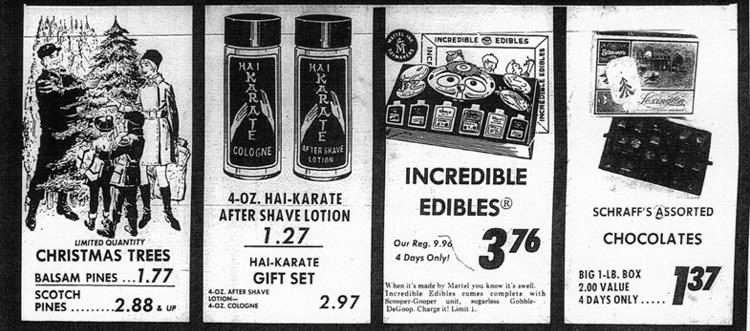 LIMITED QUANTITY
CHRISTMAS TREES
BALSAM PINES ...1.77
SCOTCH
PINES.........2.88 & UP
HAI
KARATE
COLOGNE
HAI
KARATE
AFTER SHAVE
LOTION
4-OZ. HAI-KARATE
AFTER SHAVE LOTION
1.27
HAI-KARATE
GIFT SET
4-OZ. AFTER SHAVE
LOTION—
4-OZ. COLOGNE
2.97
MATTEL INC.
M
TOYMAKERS
INCREDIBLE EDIBLES
INCREDIBLE EDIBLES
INCREDIBLE
EDIBLES®
Our Reg. 9.96
4 Days Only!
3 76
When it's made by Mattel you know it's swell.
Incredible Edibles comes complete with
Scooper-Gooper unit, sugarless Gobble-
DeGoop. Charge it! Limit 1.
Schrafft's
Lexington
SCHRAFF'S ASSORTED
CHOCOLATES
BIG 1-LB. BOX
2.00 VALUE
4 DAYS ONLY.....
1 37